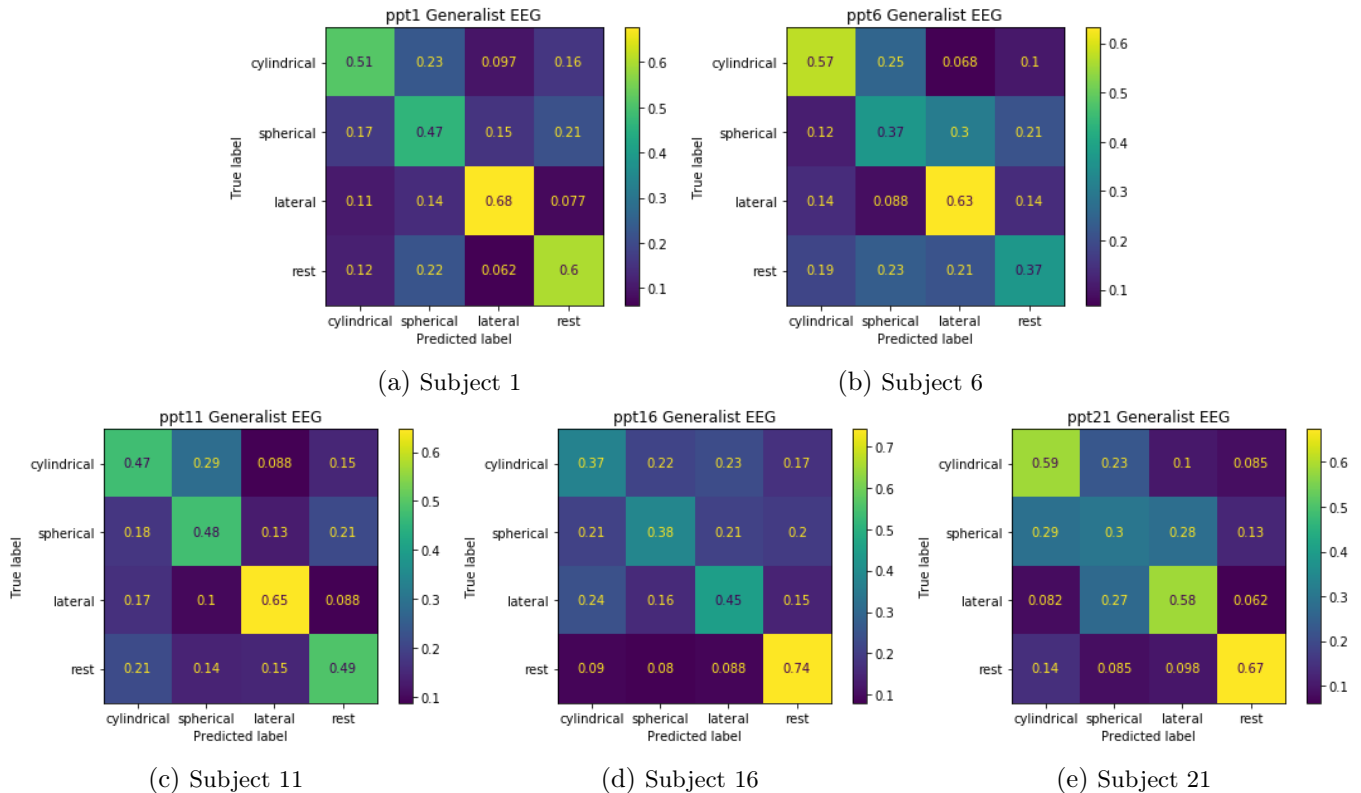 ppt1 Generalist EEG
cylindrical 0.51 0.23 0.097 0.16
spherical 0.17 0.47 0.15 0.21
lateral 0.11 0.14 0.68 0.077
rest 0.12 0.22 0.062 0.6
cylindrical spherical lateral rest
Predicted label
True label
0.6
0.5
0.4
0.3
0.2
0.1
(a) Subject 1
ppt6 Generalist EEG
cylindrical 0.57 0.25 0.068 0.1
spherical 0.12 0.37 0.3 0.21
lateral 0.14 0.088 0.63 0.14
rest 0.19 0.23 0.21 0.37
cylindrical spherical lateral rest
Predicted label
True label
0.6
0.5
0.4
0.3
0.2
0.1
(b) Subject 6
ppt11 Generalist EEG
cylindrical 0.47 0.29 0.088 0.15
spherical 0.18 0.48 0.13 0.21
lateral 0.17 0.1 0.65 0.088
rest 0.21 0.14 0.15 0.49
cylindrical spherical lateral rest
Predicted label
True label
0.6
0.5
0.4
0.3
0.2
0.1
(c) Subject 11
ppt16 Generalist EEG
cylindrical 0.37 0.22 0.23 0.17
spherical 0.21 0.38 0.21 0.2
lateral 0.24 0.16 0.45 0.15
rest 0.09 0.08 0.088 0.74
cylindrical spherical lateral rest
Predicted label
True label
0.7
0.6
0.5
0.4
0.3
0.2
0.1
(d) Subject 16
ppt21 Generalist EEG
cylindrical 0.59 0.23 0.1 0.085
spherical 0.29 0.3 0.28 0.13
lateral 0.082 0.27 0.58 0.062
rest 0.14 0.085 0.098 0.67
cylindrical spherical lateral rest
Predicted label
True label
0.6
0.5
0.4
0.3
0.2
0.1
(e) Subject 21